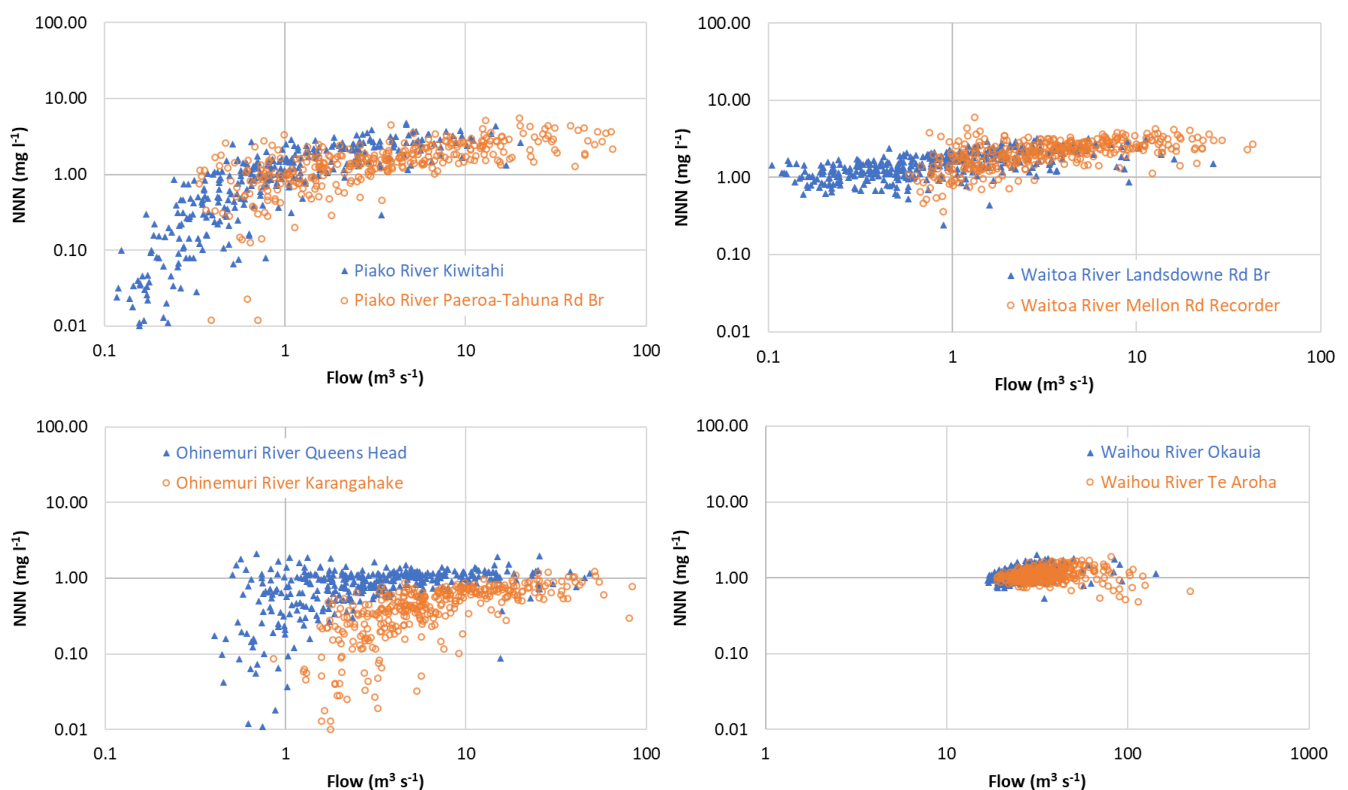 100.00
10.00
1.00
0.10
0.01
NNN (mg l⁻¹)
Piako River Kiwitahi
Piako River Paeroa-Tahuna Rd Br
0.1 1 10 100
Flow (m³ s⁻¹)
100.00
10.00
1.00
0.10
0.01
NNN (mg l⁻¹)
Waitoa River Landsdowne Rd Br
Waitoa River Mellon Rd Recorder
0.1 1 10 100
Flow (m³ s⁻¹)
100.00
10.00
1.00
0.10
0.01
NNN (mg l⁻¹)
Ohinemuri River Queens Head
Ohinemuri River Karangahake
0.1 1 10 100
Flow (m³ s⁻¹)
100.00
10.00
1.00
0.10
0.01
NNN (mg l⁻¹)
Waihou River Okauia
Waihou River Te Aroha
1 10 100 1000
Flow (m³ s⁻¹)